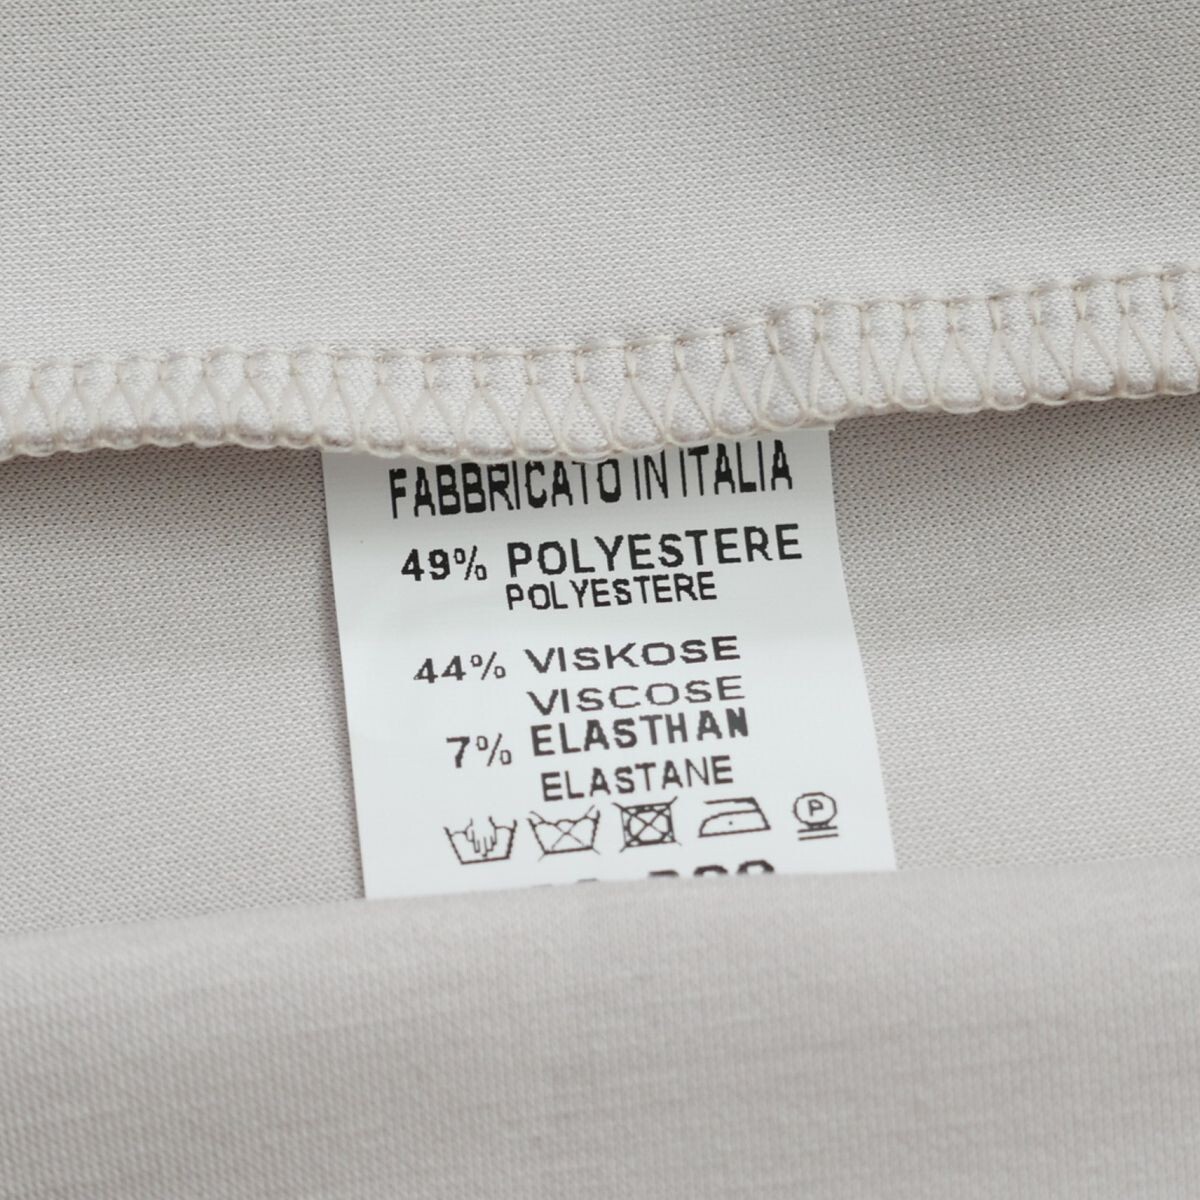 FABBRICATO IN ITALIA
49% POLYESTERE
POLYESTERE
44% VISKOSE
VISCOSE
7% ELASTHAN
ELASTANE
P